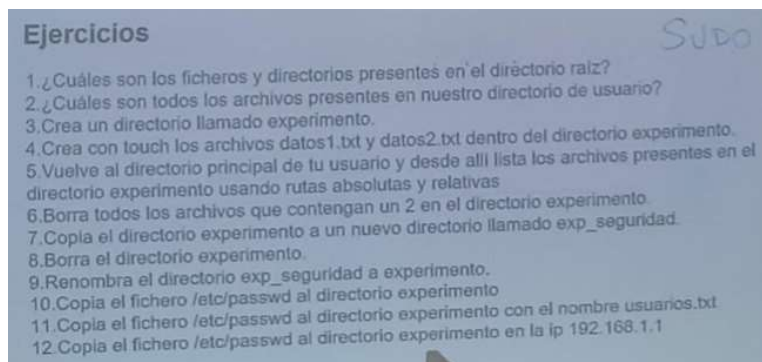 Ejercicios
SUDO
1.¿Cuáles son los ficheros y directorios presentes en el directorio raíz?
2.¿Cuáles son todos los archivos presentes en nuestro directorio de usuario?
3.Crea un directorio llamado experimento.
4.Crea con touch los archivos datos1.txt y datos2.txt dentro del directorio experimento.
5.Vuelve al directorio principal de tu usuario y desde alli lista los archivos presentes en el
directorio experimento usando rutas absolutas y relativas
6.Borra todos los archivos que contengan un 2 en el directorio experimento.
7.Copia el directorio experimento a un nuevo directorio llamado exp_seguridad.
8.Borra el directorio experimento.
9.Renombra el directorio exp_seguridad a experimento.
10.Copia el fichero /etc/passwd al directorio experimento
11.Copia el fichero /etc/passwd al directorio experimento con el nombre usuarios.txt
12.Copia el fichero /etc/passwd al directorio experimento en la ip 192.168.1.1